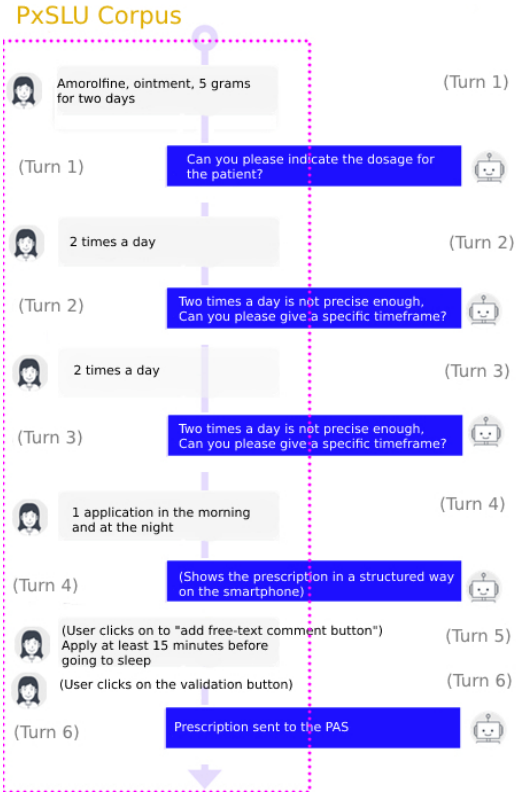 PxSLU Corpus
Amorolfine, ointment, 5 grams
for two days
(Turn 1)
(Turn 1)
Can you please indicate the dosage for
the patient?
2 times a day
(Turn 2)
(Turn 2)
Two times a day is not precise enough,
Can you please give a specific timeframe?
2 times a day
(Turn 3)
(Turn 3)
Two times a day is not precise enough,
Can you please give a specific timeframe?
1 application in the morning
and at the night
(Turn 4)
(Turn 4)
(Shows the prescription in a structured way
on the smartphone)
(User clicks on to "add free-text comment button")
Apply at least 15 minutes before
going to sleep
(Turn 5)
(User clicks on the validation button)
(Turn 6)
(Turn 6)
Prescription sent to the PAS